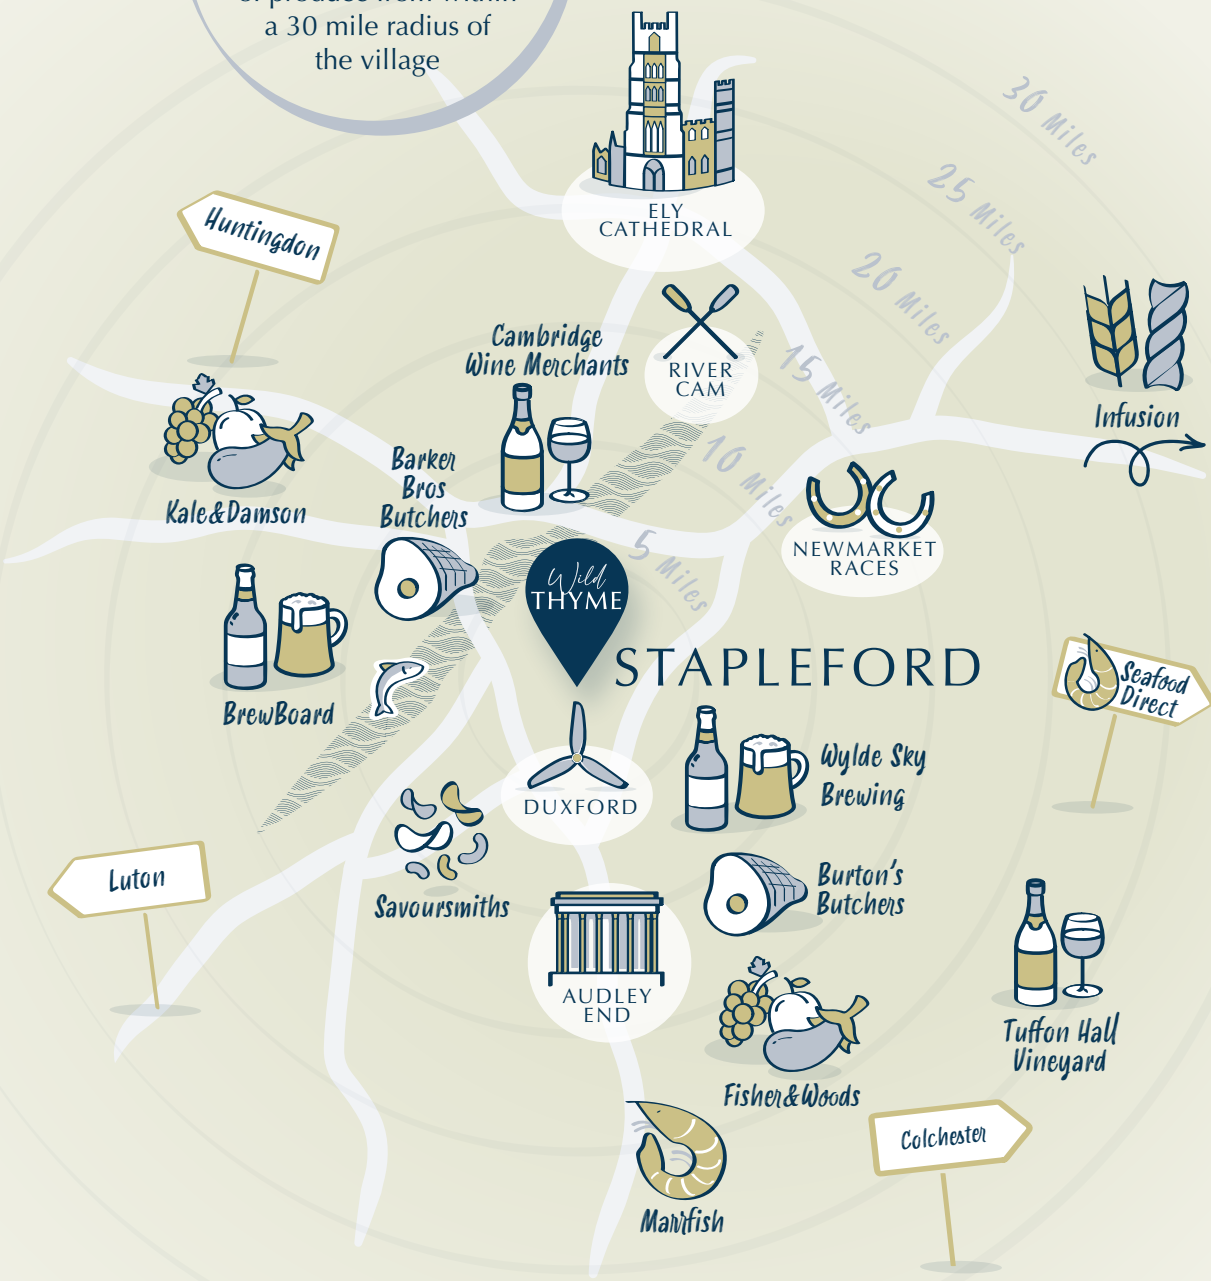 a 30 mile radius of
the village
30 Miles
25 Miles
20 Miles
15 Miles
10 Miles
5 Miles
ELY
CATHEDRAL
Huntingdon
Cambridge
Wine Merchants
RIVER
CAM
Infusion
Kale&Damson
Barker
Bros
Butchers
NEWMARKET
RACES
Wild
THYME
STAPLEFORD
Seafood
Direct
BrewBoard
Wylde Sky
Brewing
DUXFORD
Luton
Savoursmiths
Burton's
Butchers
AUDLEY
END
Tuffon Hall
Vineyard
Fisher&Woods
Colchester
Marrfish